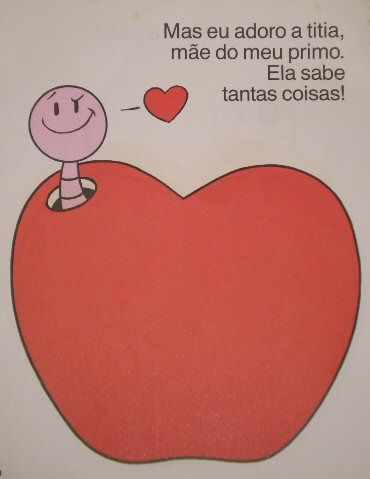 Mas eu adoro a titia,
mãe do meu primo.
Ela sabe
tantas coisas!